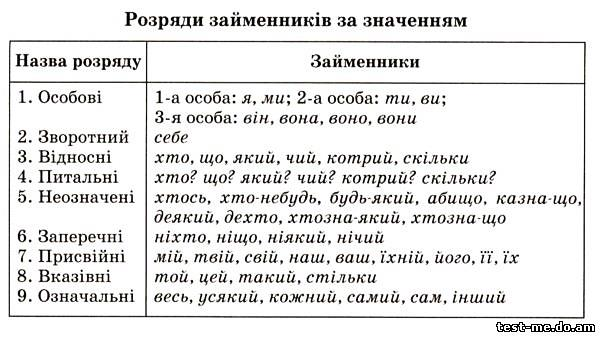 Розряди займенників за значенням
Назва розряду Займенники
1. Особові 1-а особа: я, ми; 2-а особа: ти, ви;
3-я особа: він, вона, воно, вони
2. Зворотний себе
3. Відносні хто, що, який, чий, котрий, скільки
4. Питальні хто? що? який? чий? котрий? скільки?
5. Неозначені хтось, хто-небудь, будь-який, абищо, казна-що,
деякий, дехто, хтозна-який, хтозна-що
6. Заперечні ніхто, ніщо, ніякий, нічий
7. Присвійні мій, твій, свій, наш, ваш, їхній, його, її, їх
8. Вказівні той, цей, такий, стільки
9. Означальні весь, усякий, кожний, самий, сам, інший
test-me.do.am